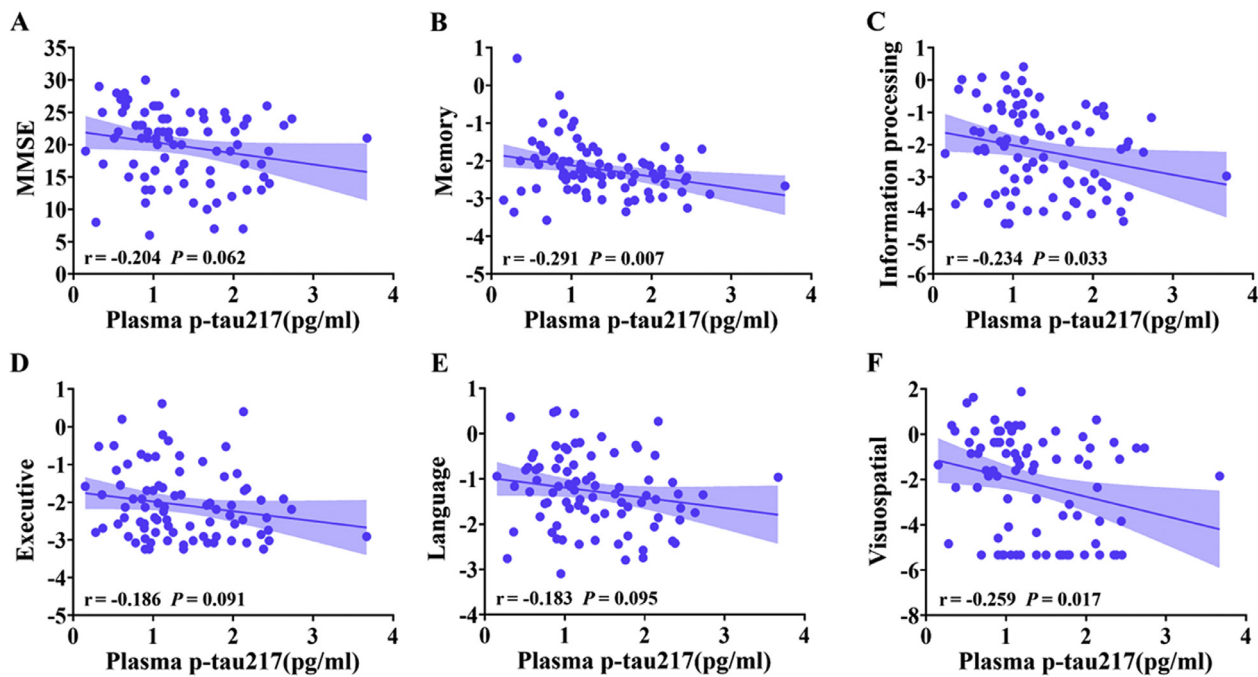 A
MMSE
35
30
25
20
15
10
5
0
r= -0.204 P = 0.062
0 1 2 3 4
Plasma p-tau217(pg/ml)
B
Memory
1
0
-1
-2
-3
-4
-5
r= -0.291 P = 0.007
0 1 2 3 4
Plasma p-tau217(pg/ml)
C
Information processing
1
0
-1
-2
-3
-4
-5
-6
r= -0.234 P = 0.033
0 1 2 3 4
Plasma p-tau217(pg/ml)
D
Executive
1
0
-1
-2
-3
-4
-5
r= -0.186 P = 0.091
0 1 2 3 4
Plasma p-tau217(pg/ml)
E
Language
1
0
-1
-2
-3
-4
r= -0.183 P = 0.095
0 1 2 3 4
Plasma p-tau217(pg/ml)
F
Visuospatial
2
0
-2
-4
-6
-8
r= -0.259 P = 0.017
0 1 2 3 4
Plasma p-tau217(pg/ml)